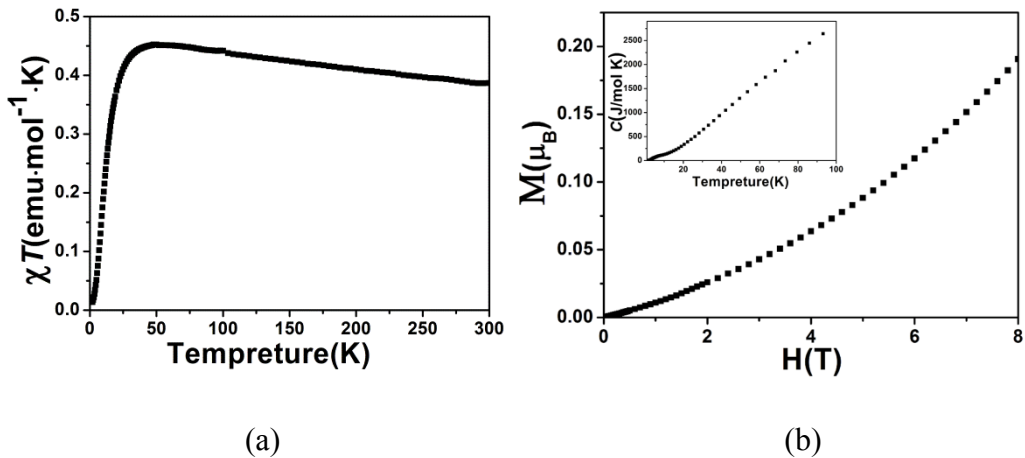 0.5
0.4
0.3
0.2
0.1
0.0
χT(emu·mol⁻¹·K)
0 50 100 150 200 250 300
Tempreture(K)
(a)
0.20
0.15
0.10
0.05
0.00
M(μB)
2500
2000
1500
1000
500
0
C(J/mol K)
20 40 60 80 100
Tempreture(K)
0 2 4 6 8
H(T)
(b)